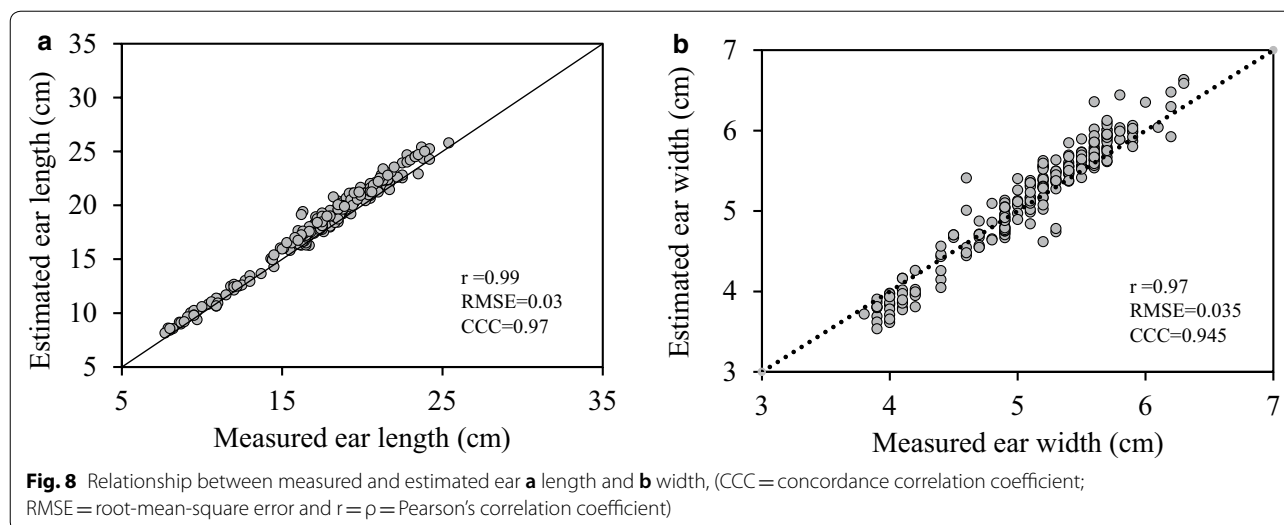 a
35
30
25
20
15
10
5
5
15
25
35
Estimated ear length (cm)
Measured ear length (cm)
r =0.99
RMSE=0.03
CCC=0.97
b
7
6
5
4
3
3
4
5
6
7
Estimated ear width (cm)
Measured ear width (cm)
r =0.97
RMSE=0.035
CCC=0.945
Fig. 8 Relationship between measured and estimated ear a length and b width, (CCC = concordance correlation coefficient;
RMSE = root-mean-square error and r = ρ = Pearson's correlation coefficient)